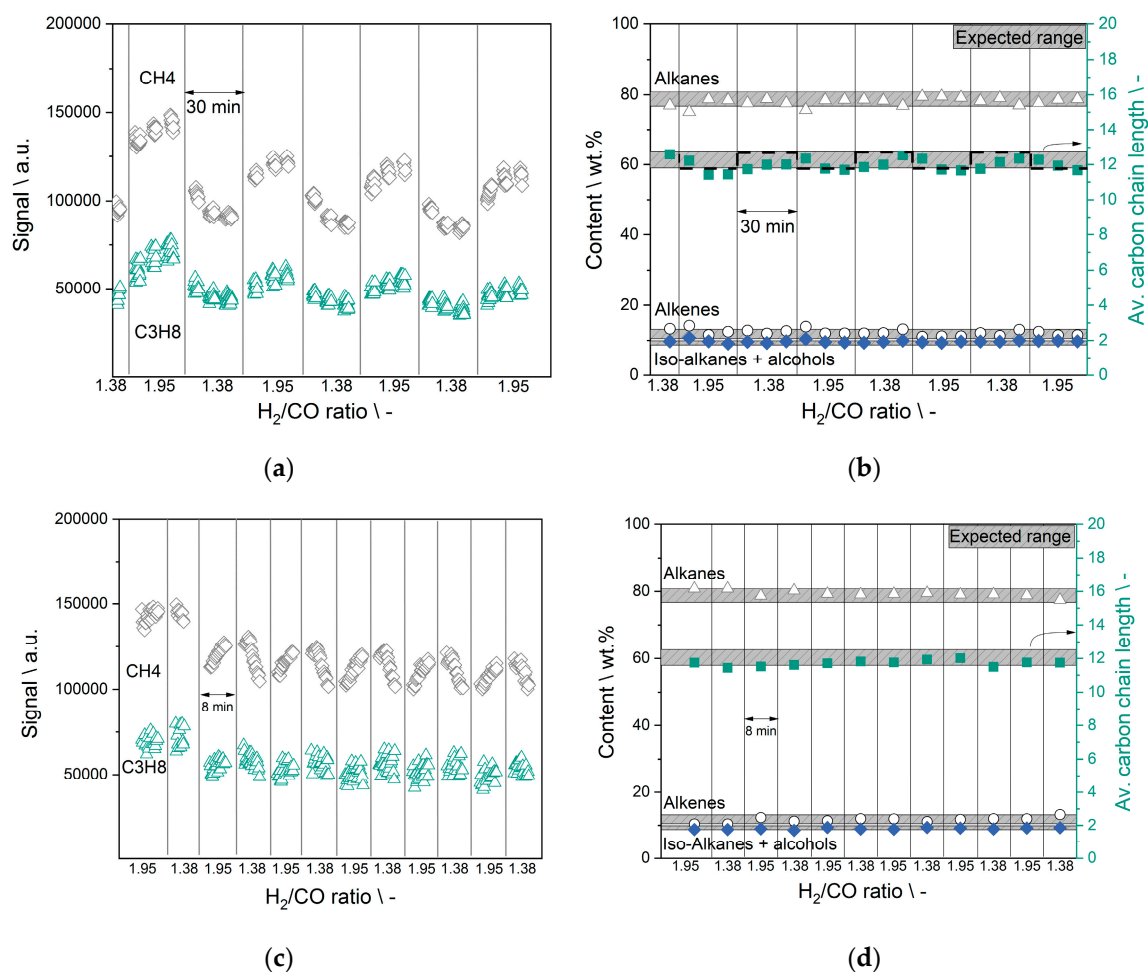 200000
150000
100000
50000
Signal \ a.u.
CH4
30 min
C3H8
1.38 1.95 1.38 1.95 1.38 1.95 1.38 1.95
H2/CO ratio \ -
(a)
100
80
60
40
20
0
Content \ wt.%
Expected range
Alkanes
30 min
Alkenes
Iso-alkanes + alcohols
20
18
16
14
12
10
8
6
4
2
0
Av. carbon chain length \ -
1.38 1.95 1.38 1.95 1.38 1.95 1.38 1.95
H2/CO ratio \ -
(b)
200000
150000
100000
50000
Signal \ a.u.
CH4
8 min
C3H8
1.95 1.38 1.95 1.38 1.95 1.38 1.95 1.38 1.95 1.38 1.95 1.38
H2/CO ratio \ -
(c)
100
80
60
40
20
0
Content \ wt.%
Expected range
Alkanes
8 min
Alkenes
Iso-Alkanes + alcohols
20
18
16
14
12
10
8
6
4
2
0
Av. carbon chain length \ -
1.95 1.38 1.95 1.38 1.95 1.38 1.95 1.38 1.95 1.38 1.95 1.38
H2/CO ratio \ -
(d)